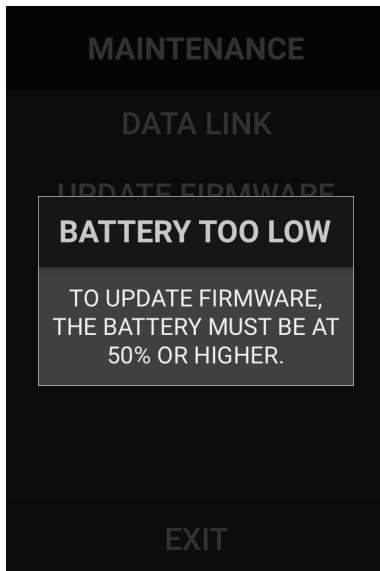 MAINTENANCE
DATA LINK
UPDATE FIRMWARE
BATTERY TOO LOW
TO UPDATE FIRMWARE,
THE BATTERY MUST BE AT
50% OR HIGHER.
EXIT